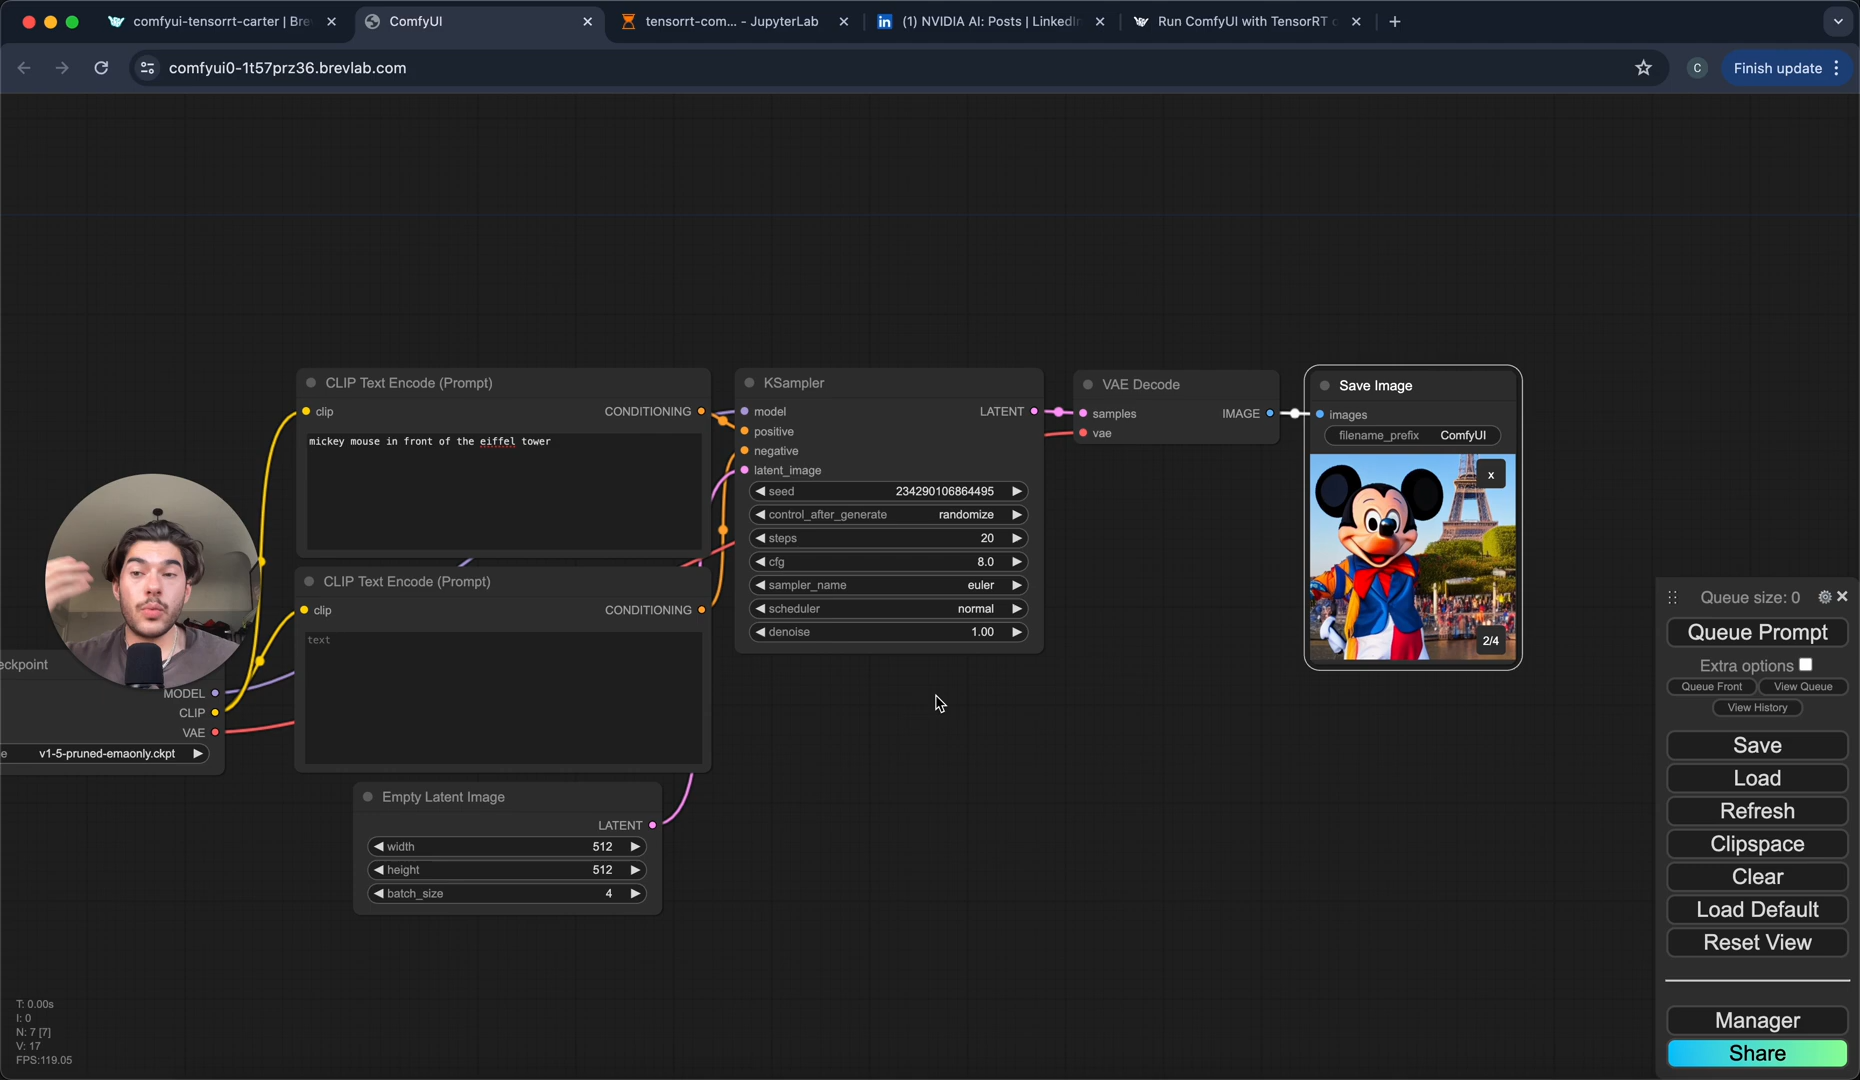 comfyui-tensorrt-carter | Bre
ComfyUI
tensorrt-com... - JupyterLab
(1) NVIDIA AI: Posts | LinkedIn
Run ComfyUI with TensorRT
comfyui0-1t57prz36.brevlab.com
C
Finish update
CLIP Text Encode (Prompt)
clip
CONDITIONING
mickey mouse in front of the eiffel tower
CLIP Text Encode (Prompt)
clip
CONDITIONING
text
eckpoint
MODEL
CLIP
VAE
e v1-5-pruned-emaonly.ckpt
Empty Latent Image
LATENT
width 512
height 512
batch_size 4
KSampler
model
LATENT
positive
negative
latent_image
seed 234290106864495
control_after_generate randomize
steps 20
cfg 8.0
sampler_name euler
scheduler normal
denoise 1.00
VAE Decode
samples
IMAGE
vae
Save Image
images
filename_prefix ComfyUI
x
2/4
Queue size: 0
Queue Prompt
Extra options
Queue Front
View Queue
View History
Save
Load
Refresh
Clipspace
Clear
Load Default
Reset View
Manager
Share
T: 0.00s
I: 0
N: 7 [7]
V: 17
FPS:119.05